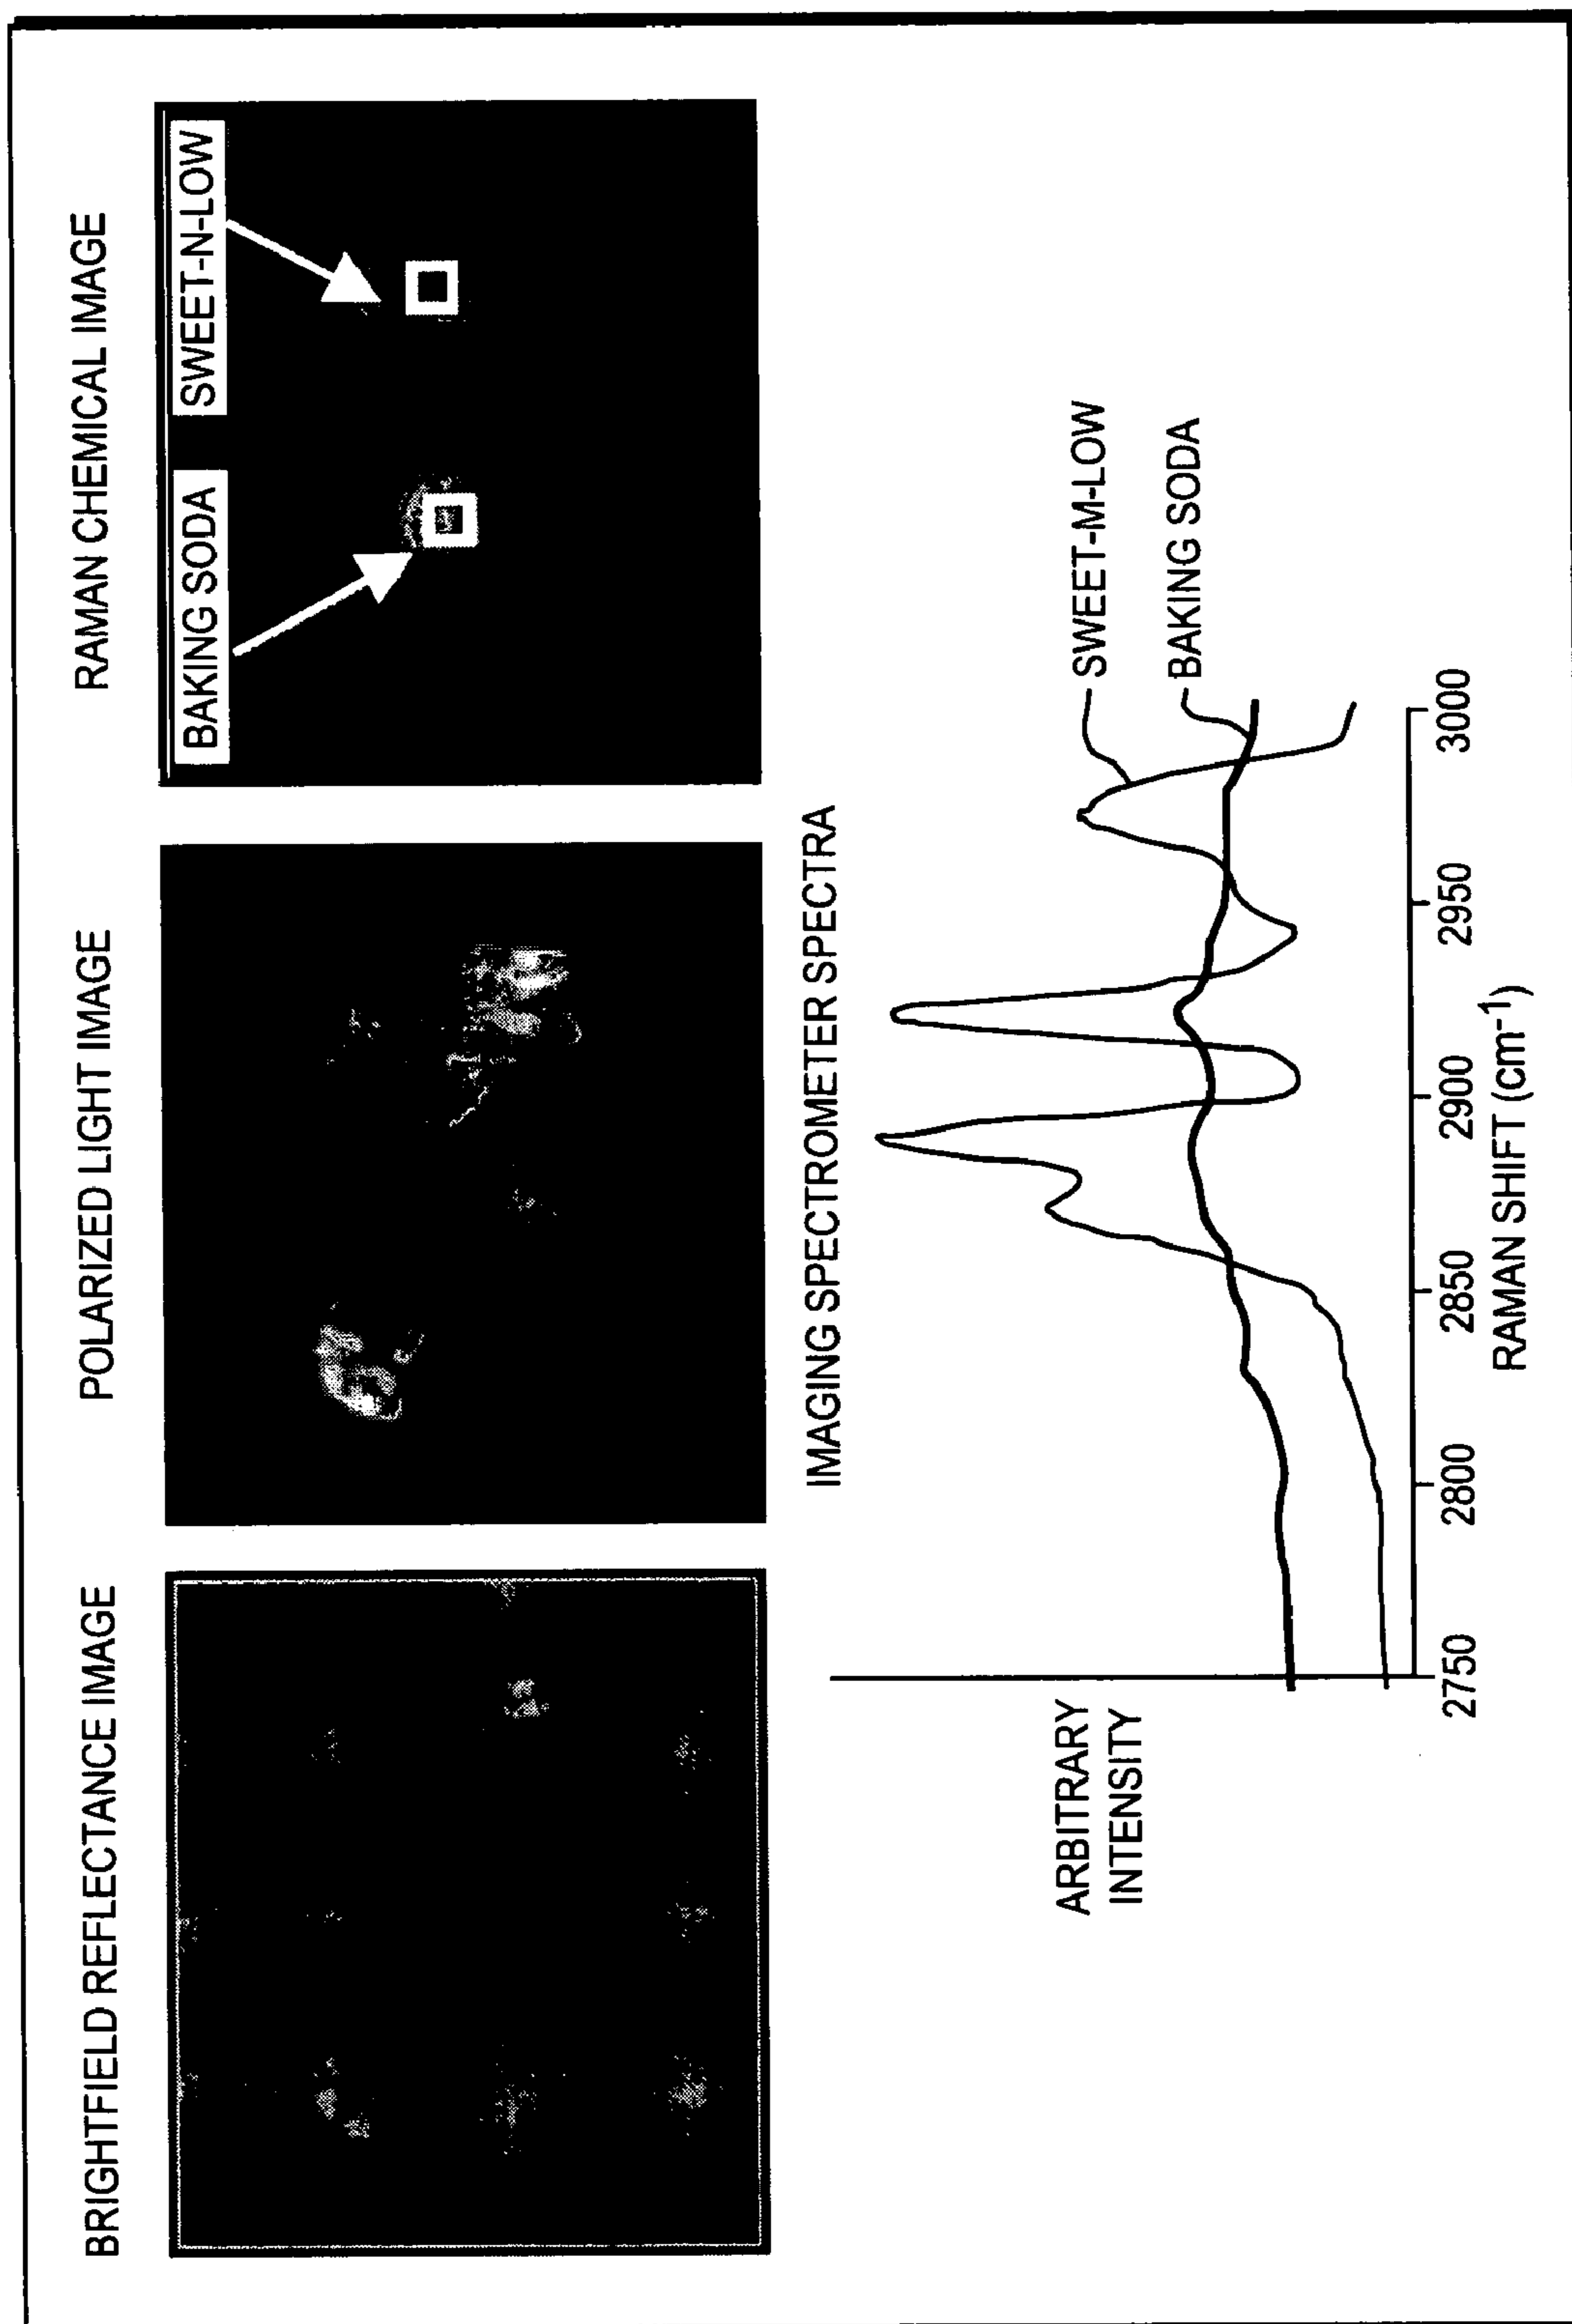 BRIGHTFIELD REFLECTANCE IMAGE
POLARIZED LIGHT IMAGE
RAMAN CHEMICAL IMAGE
BAKING SODA
SWEET-N-LOW
IMAGING SPECTROMETER SPECTRA
ARBITRARY
INTENSITY
SWEET-M-LOW
BAKING SODA
2750
2800
2850
2900
2950
3000
RAMAN SHIFT (cm-1)